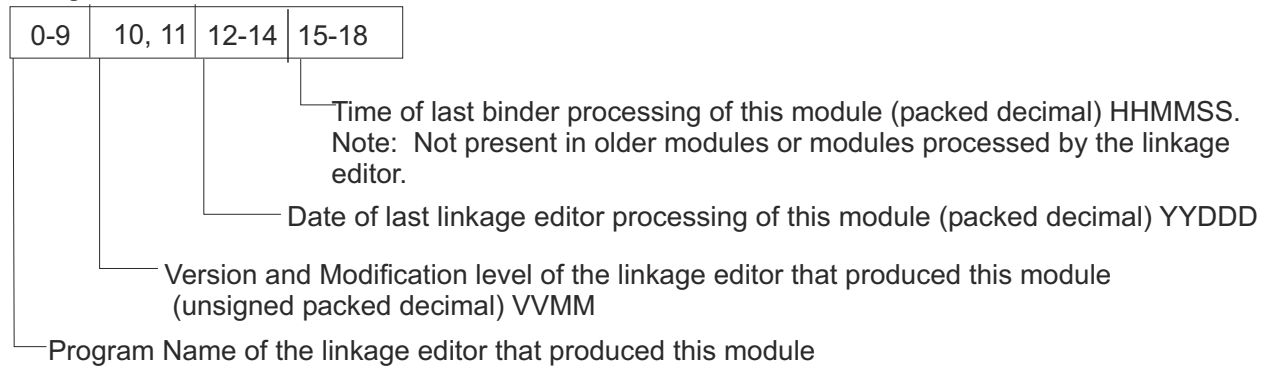 0-9 10, 11 12-14 15-18
Time of last binder processing of this module (packed decimal) HHMMSS.
Note: Not present in older modules or modules processed by the linkage
editor.
Date of last linkage editor processing of this module (packed decimal) YYDDD
Version and Modification level of the linkage editor that produced this module
(unsigned packed decimal) VVMM
Program Name of the linkage editor that produced this module